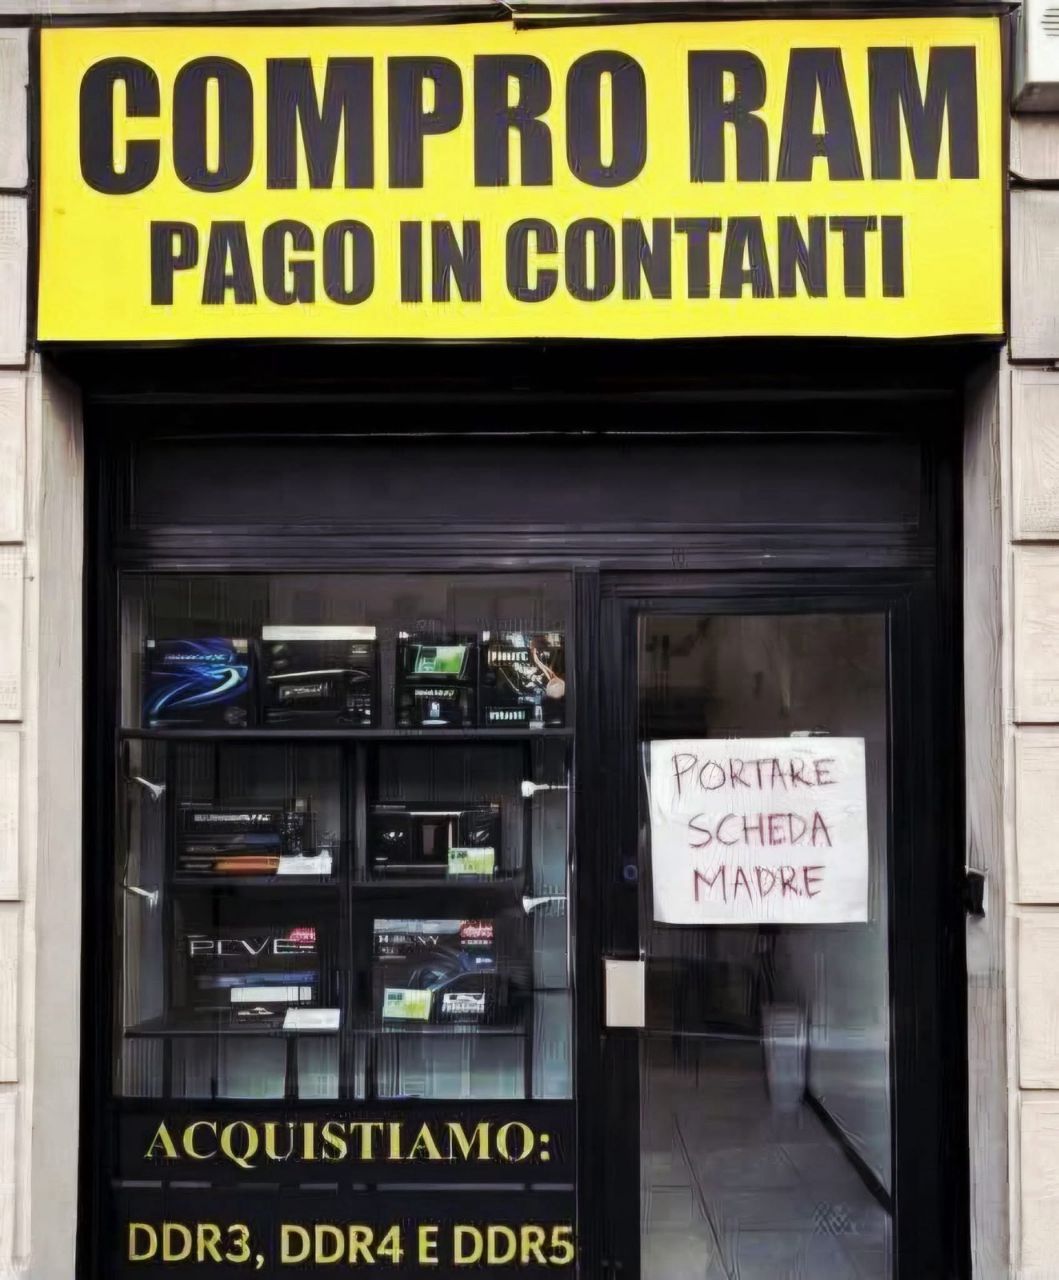 COMPRO RAM
PAGO IN CONTANTI
PORTARE
SCHEDA
MADRE
ACQUISTIAMO:
DDR3, DDR4 E DDR5